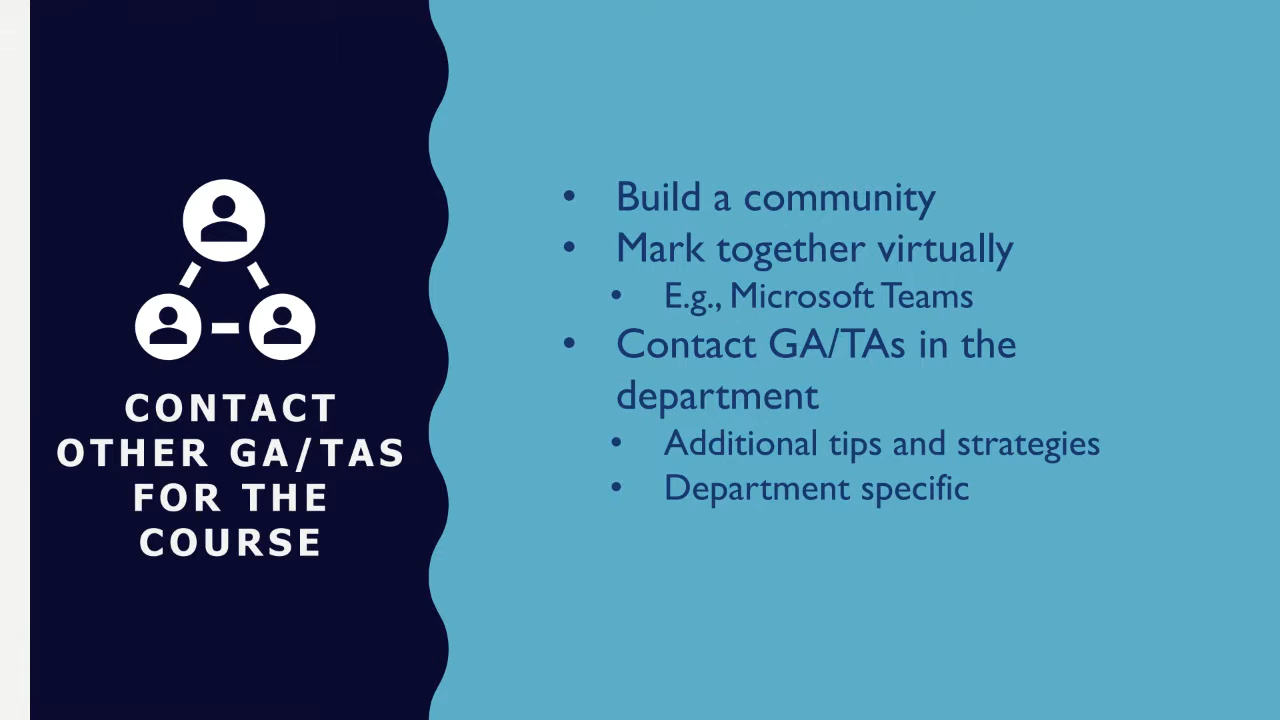 CONTACT
OTHER GA/TAS
FOR THE
COURSE
• Build a community
• Mark together virtually
• E.g., Microsoft Teams
• Contact GA/TAs in the
department
• Additional tips and strategies
• Department specific